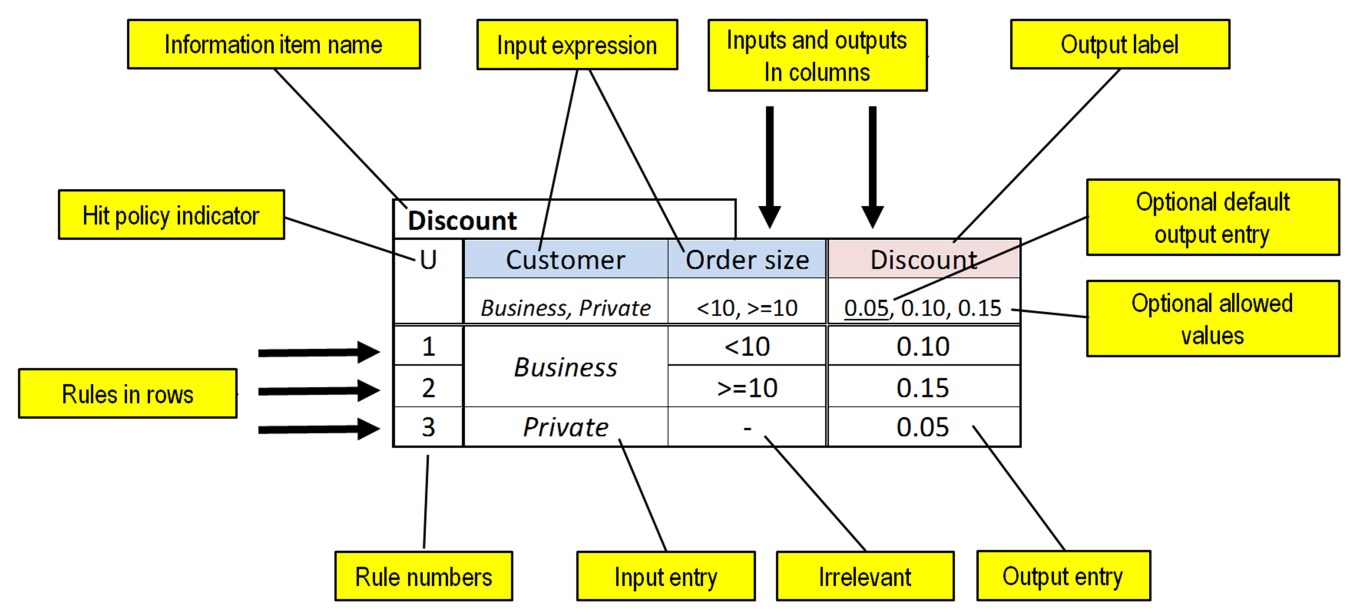 Information item name
Input expression
Inputs and outputs
In columns
Output label
Hit policy indicator
Discount
Optional default
output entry
U
Customer
Order size
Discount
Business, Private
<10, >=10
0.05, 0.10, 0.15
Optional allowed
values
1
Business
<10
0.10
Rules in rows
2
>=10
0.15
3
Private
-
0.05
Rule numbers
Input entry
Irrelevant
Output entry